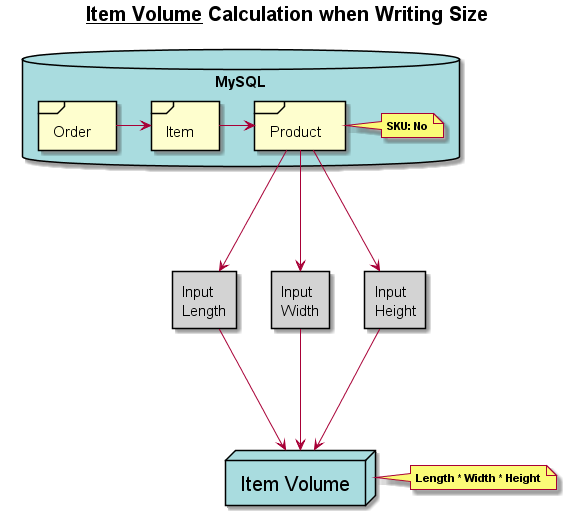 Item Volume Calculation when Writing Size
MySQL
Order
Item
Product
SKU: No
Input
Length
Input
Width
Input
Height
Item Volume
Length * Width * Height